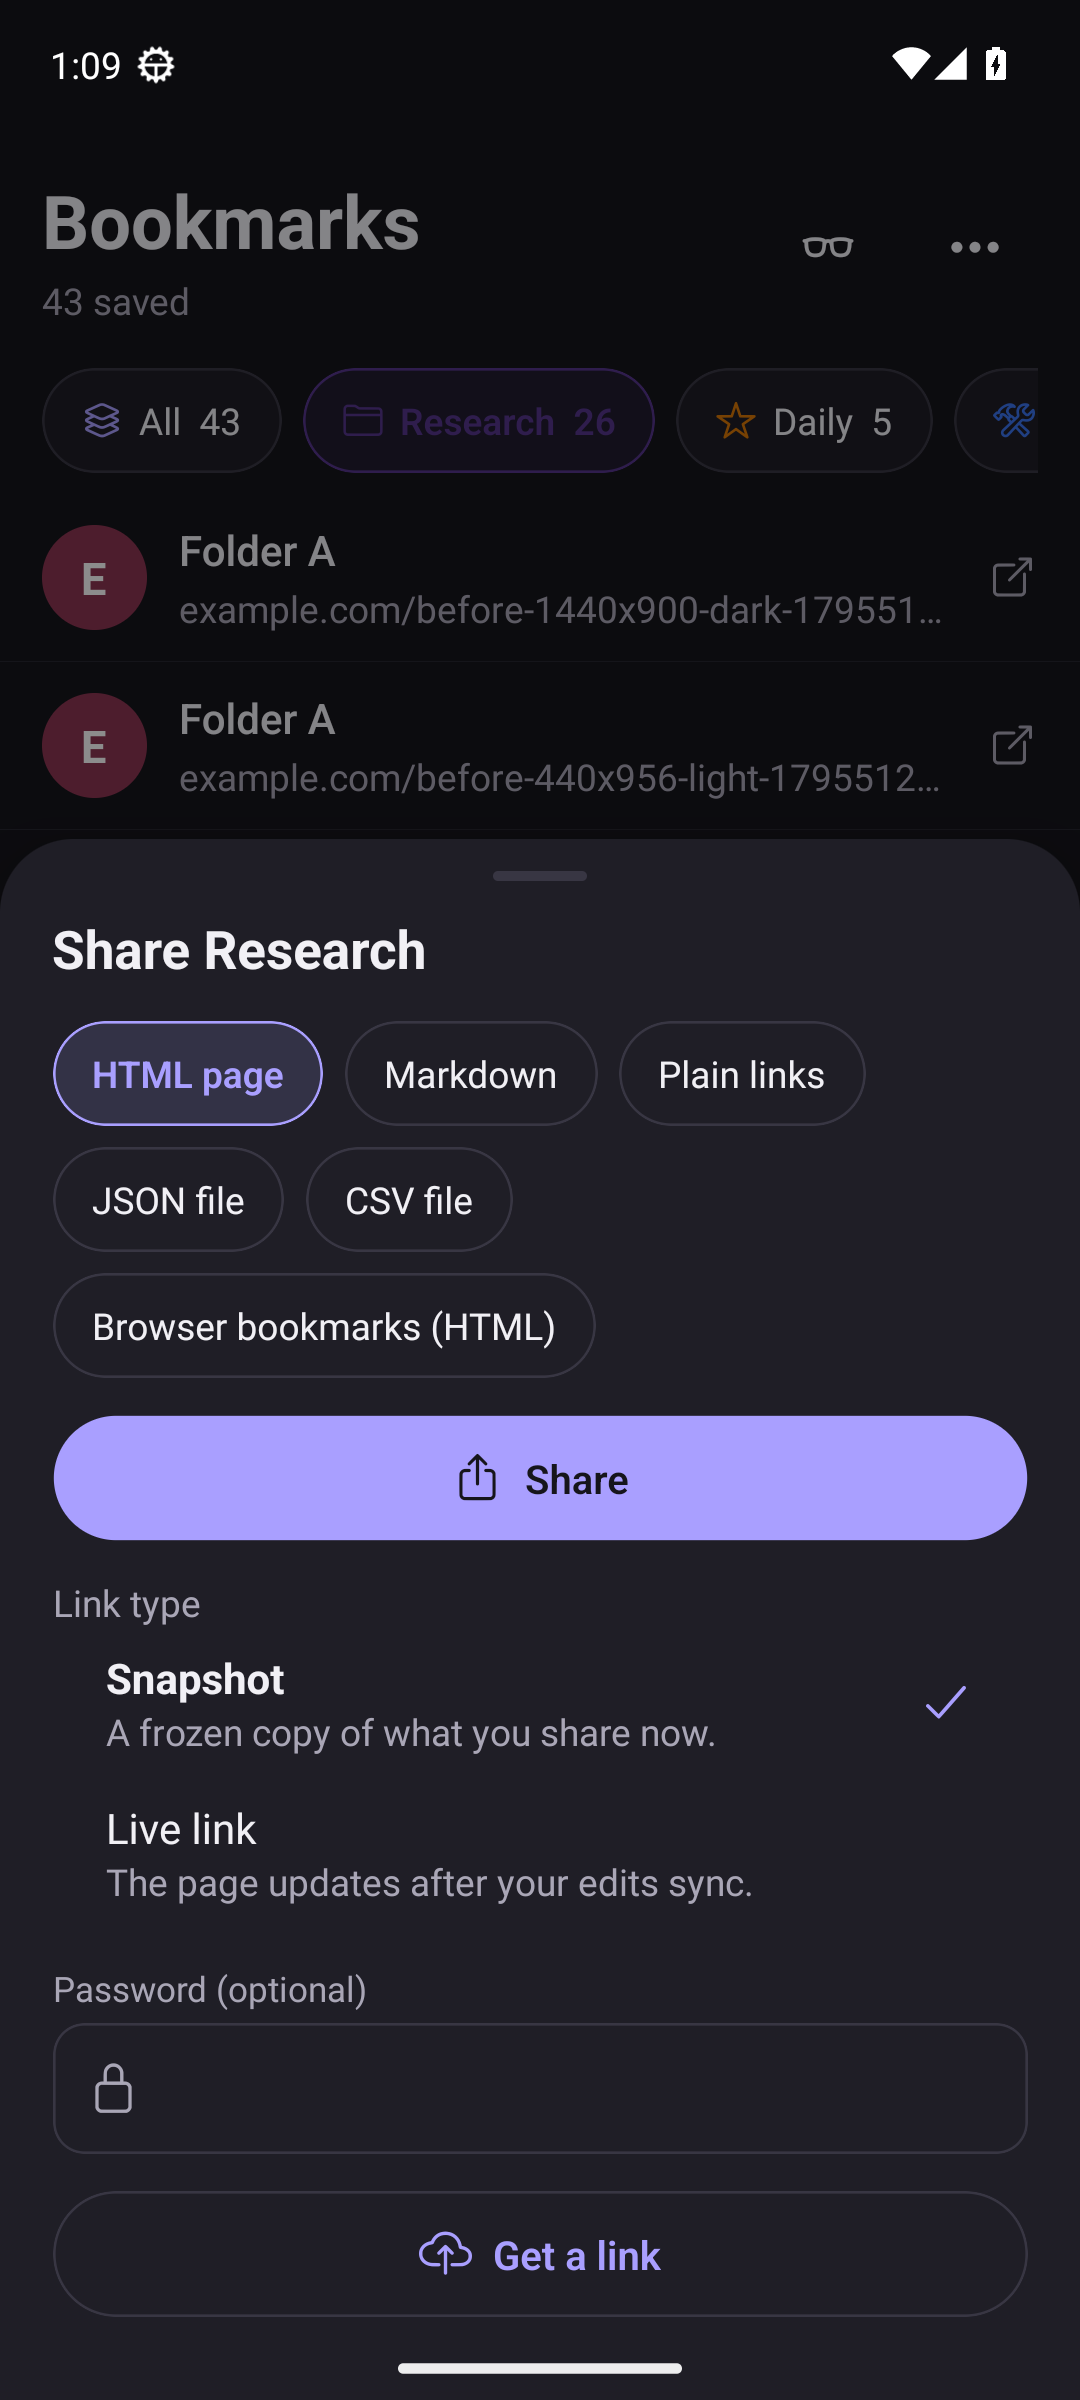 1:09
Bookmarks
43 saved
All 43
Research 26
Daily 5
E
Folder A
example.com/before-1440x900-dark-179551...
E
Folder A
example.com/before-440x956-light-1795512...
Share Research
HTML page
Markdown
Plain links
JSON file
CSV file
Browser bookmarks (HTML)
Share
Link type
Snapshot
A frozen copy of what you share now.
Live link
The page updates after your edits sync.
Password (optional)
Get a link